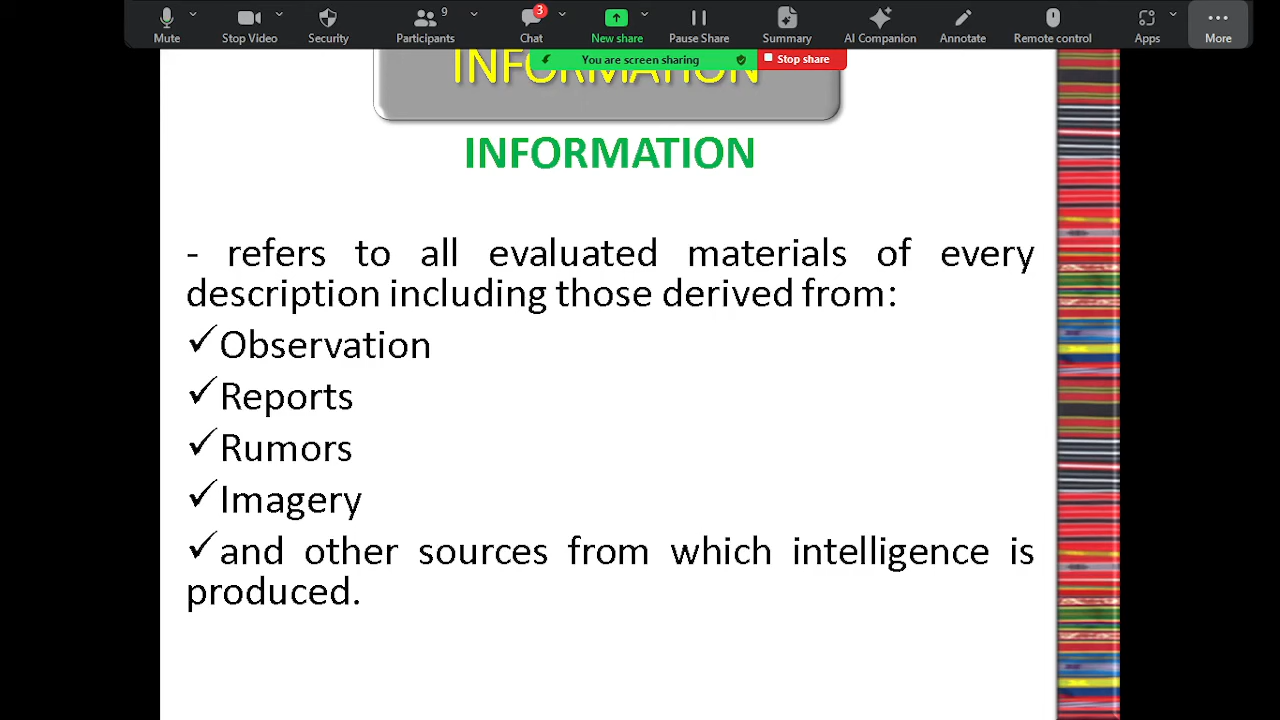 Mute
Stop Video
Security
9
Participants
3
Chat
New share
Pause Share
Summary
AI Companion
Annotate
Remote control
Apps
More
You are screen sharing
Stop share
INFORMATION
INFORMATION
- refers to all evaluated materials of every
description including those derived from:
✓Observation
✓Reports
✓Rumors
✓Imagery
✓and other sources from which intelligence is
produced.